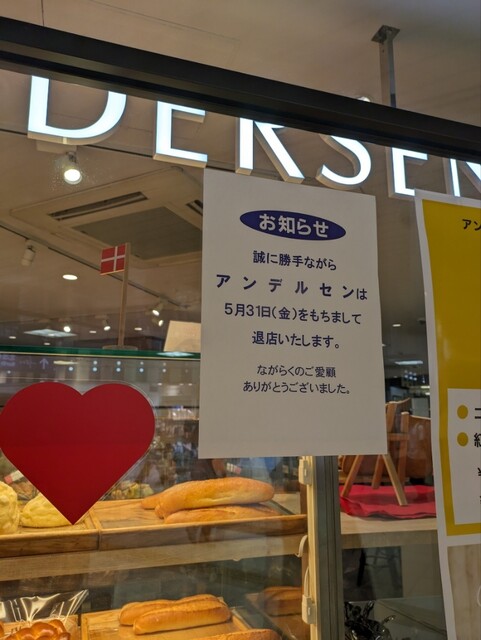 DERSEN
お知らせ
誠に勝手ながら
アンデルセンは
5月31日(金)をもちまして
退店いたします。
ながらくのご愛顧
ありがとうございました。
アン